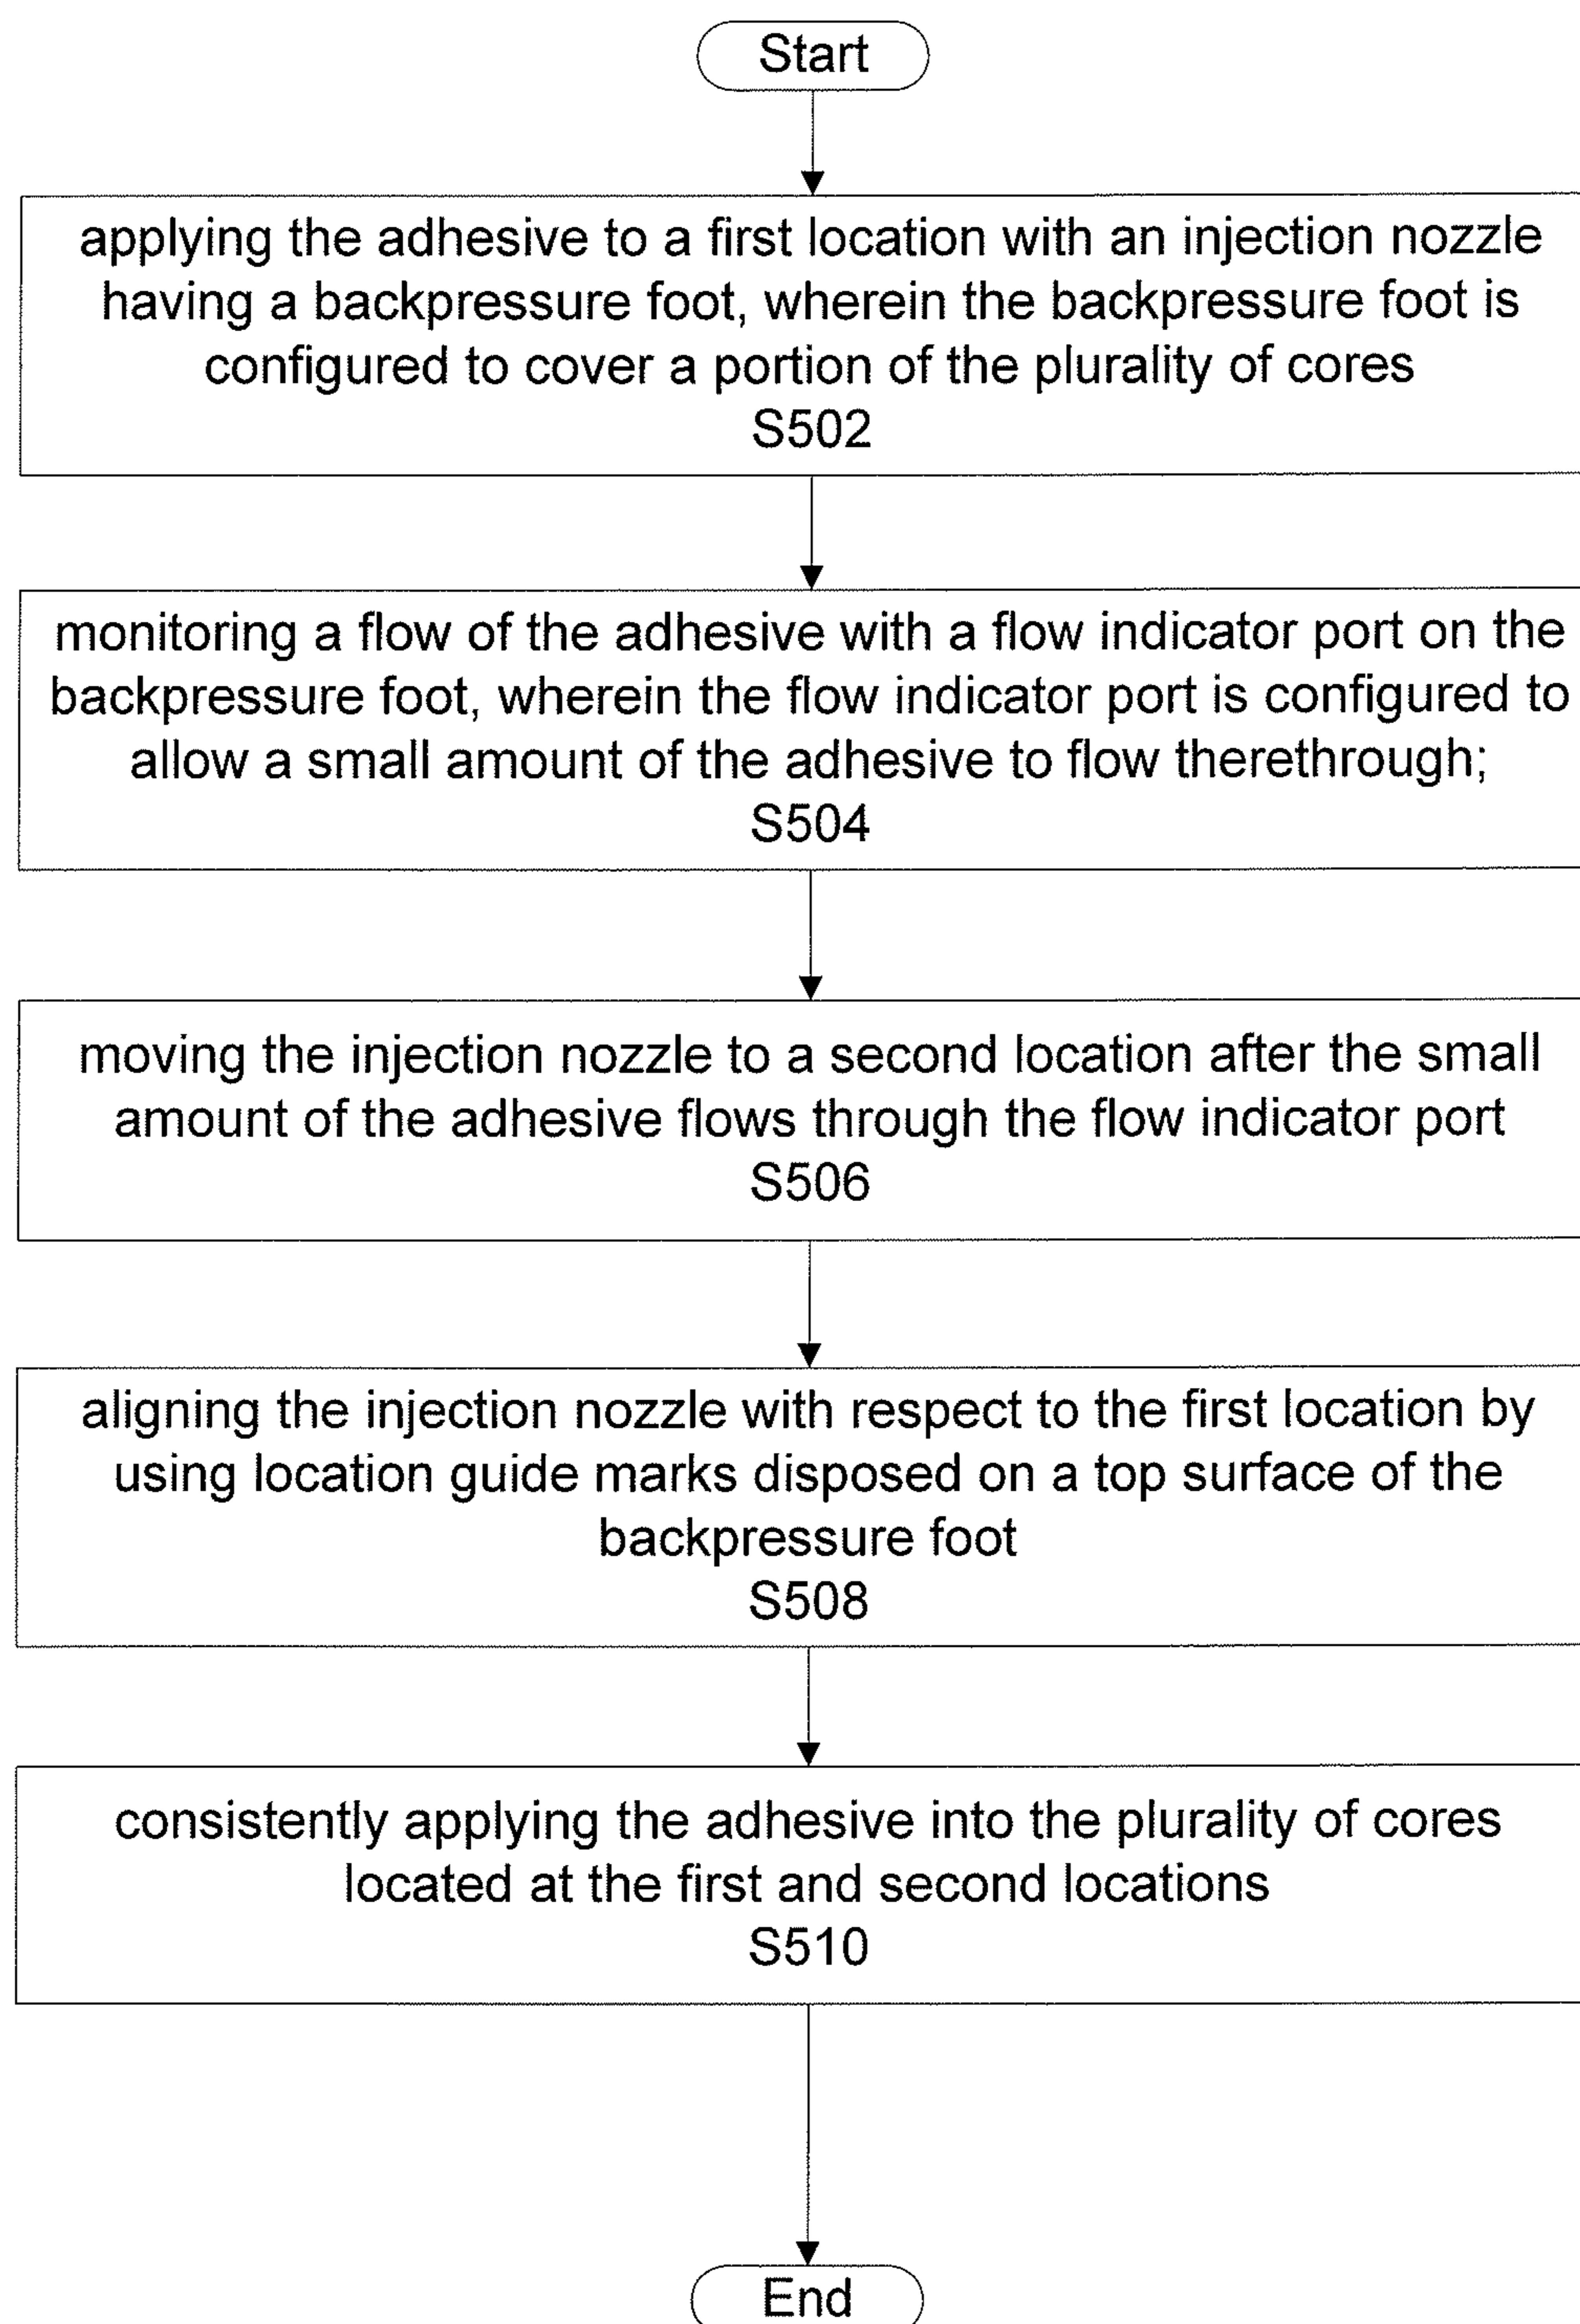 Start
applying the adhesive to a first location with an injection nozzle
having a backpressure foot, wherein the backpressure foot is
configured to cover a portion of the plurality of cores
S502
monitoring a flow of the adhesive with a flow indicator port on the
backpressure foot, wherein the flow indicator port is configured to
allow a small amount of the adhesive to flow therethrough;
S504
moving the injection nozzle to a second location after the small
amount of the adhesive flows through the flow indicator port
S506
aligning the injection nozzle with respect to the first location by
using location guide marks disposed on a top surface of the
backpressure foot
S508
consistently applying the adhesive into the plurality of cores
located at the first and second locations
S510
End